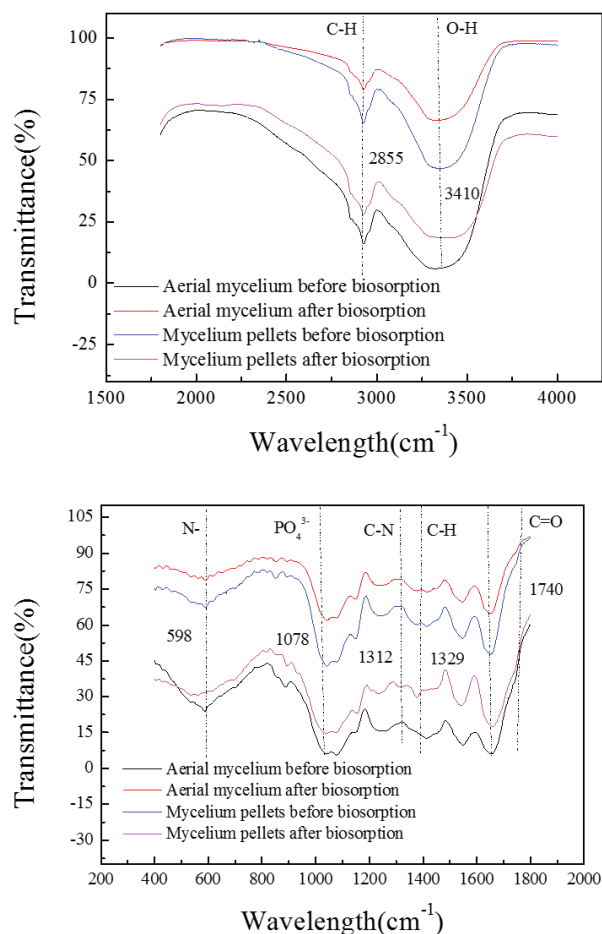 C-H O-H
100
75
50
25
0
-25
2855
3410
Transmittance(%)
Aerial mycelium before biosorption
Aerial mycelium after biosorption
Mycelium pellets before biosorption
Mycelium pellets after biosorption
1500 2000 2500 3000 3500 4000
Wavelength(cm⁻¹)
N- PO₄³⁻ C-N C-H C=O
105
90
75
60
45
30
15
0
-15
-30
598 1078 1312 1329 1740
Transmittance(%)
Aerial mycelium before biosorption
Aerial mycelium after biosorption
Mycelium pellets before biosorption
Mycelium pellets after biosorption
200 400 600 800 1000 1200 1400 1600 1800 2000
Wavelength(cm⁻¹)